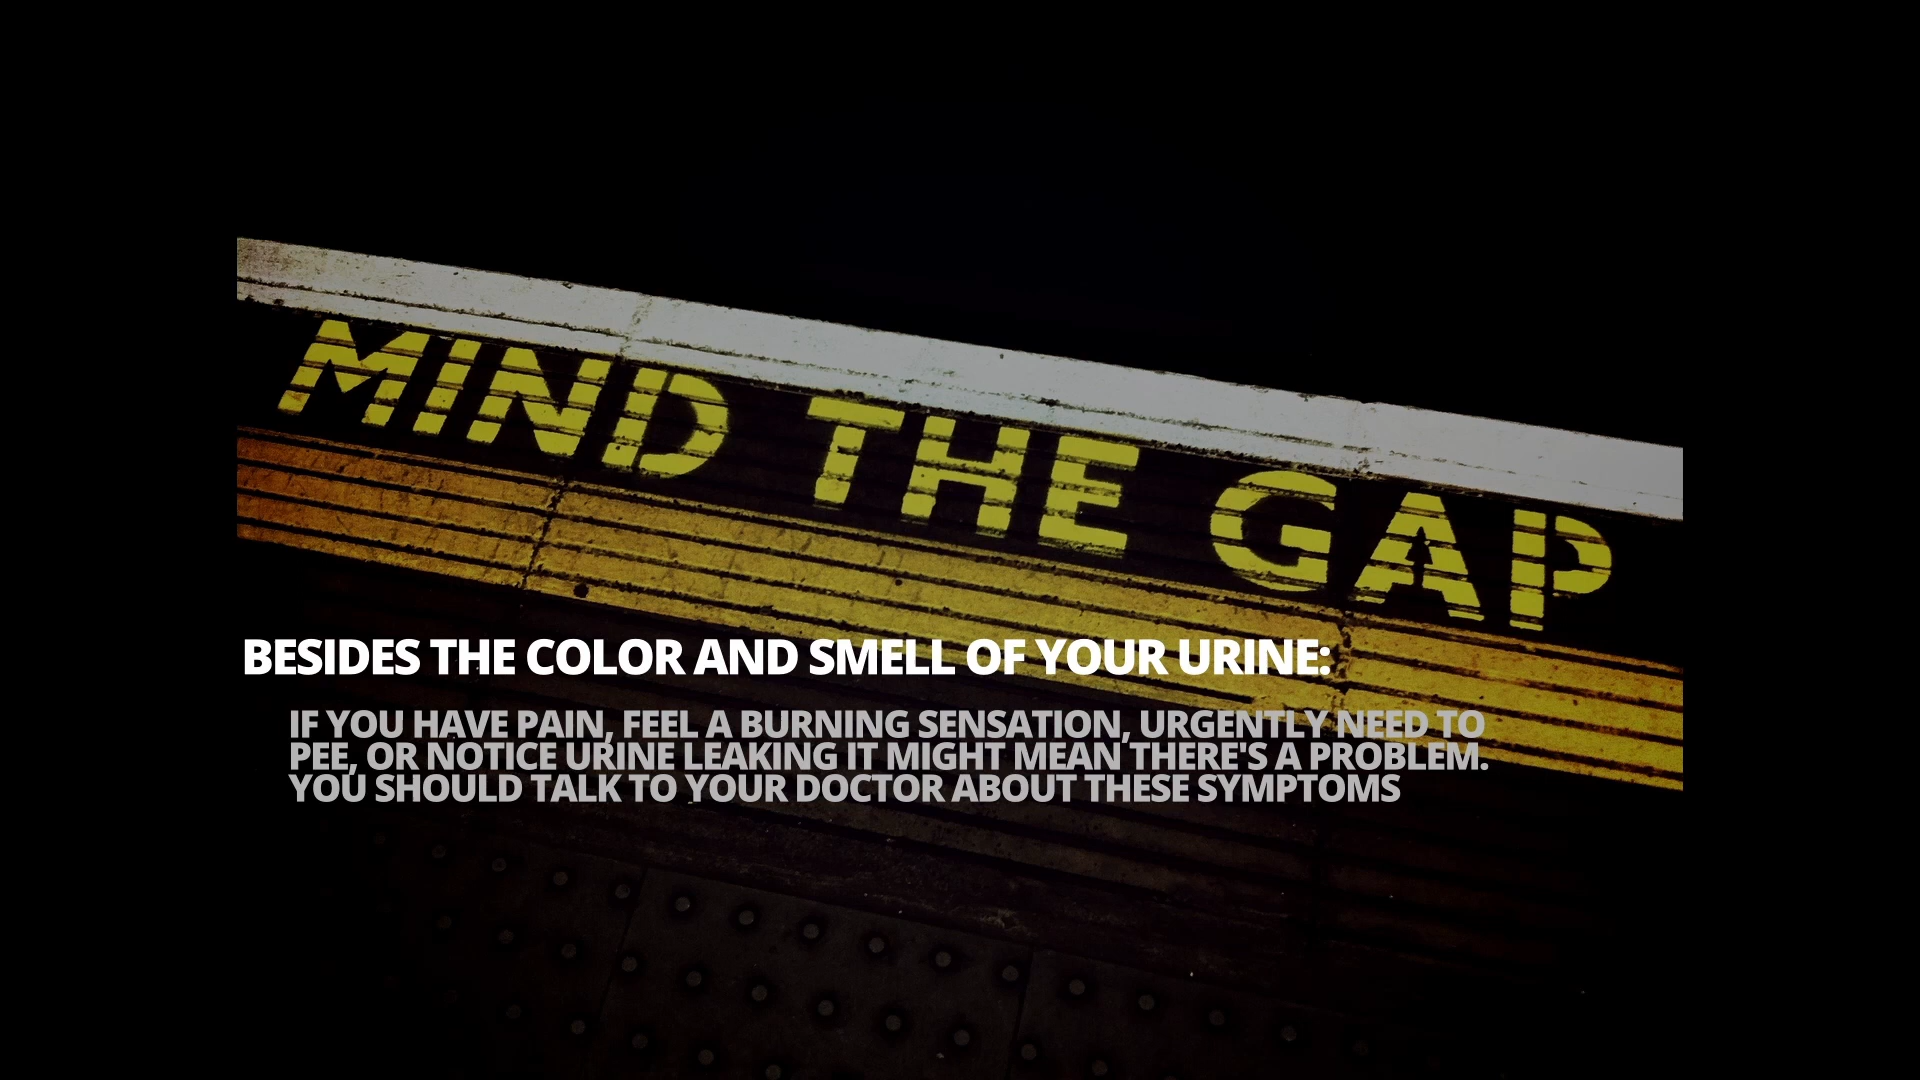 MIND THE GAP
BESIDES THE COLOR AND SMELL OF YOUR URINE:
IF YOU HAVE PAIN, FEEL A BURNING SENSATION, URGENTLY NEED TO
PEE, OR NOTICE URINE LEAKING IT MIGHT MEAN THERE'S A PROBLEM.
YOU SHOULD TALK TO YOUR DOCTOR ABOUT THESE SYMPTOMS